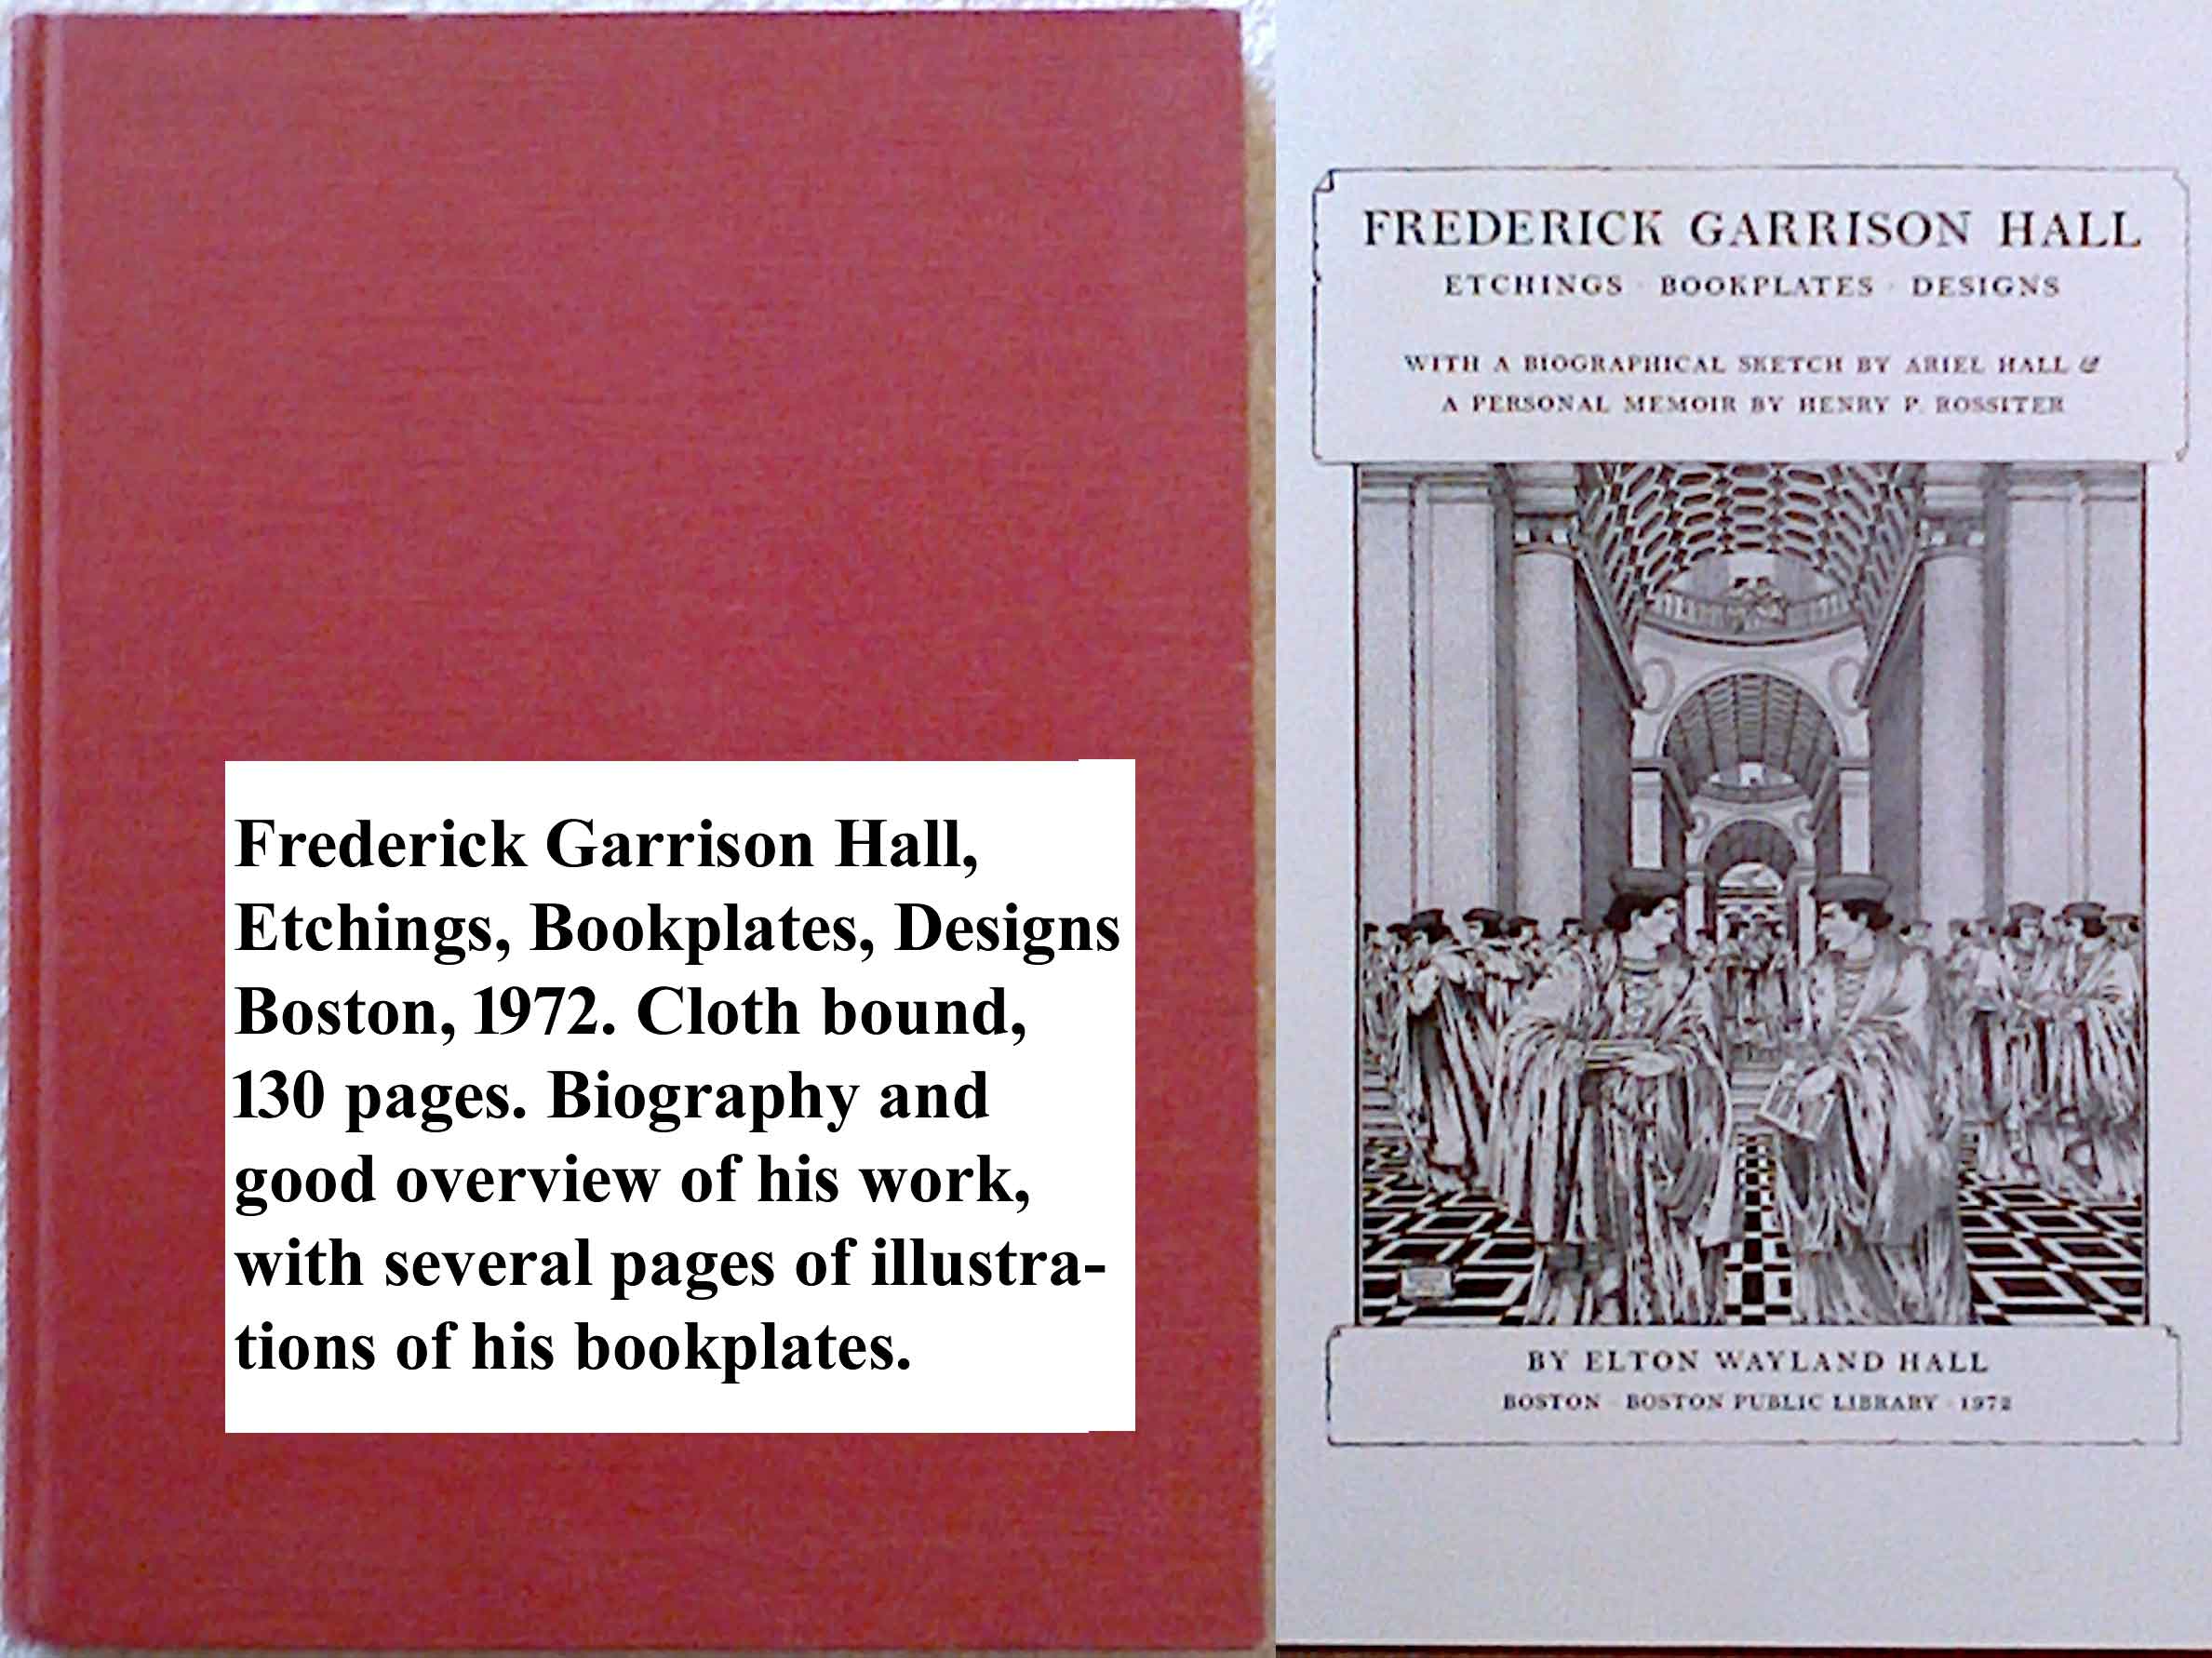 Frederick Garrison Hall,
Etchings, Bookplates, Designs
Boston, 1972. Cloth bound,
130 pages. Biography and
good overview of his work,
with several pages of illustra-
tions of his bookplates.
FREDERICK GARRISON HALL
ETCHINGS · BOOKPLATES · DESIGNS
WITH A BIOGRAPHICAL SKETCH BY ARIEL HALL &
A PERSONAL MEMOIR BY HENRY P. ROSSITER
BY ELTON WAYLAND HALL
BOSTON · BOSTON PUBLIC LIBRARY · 1972